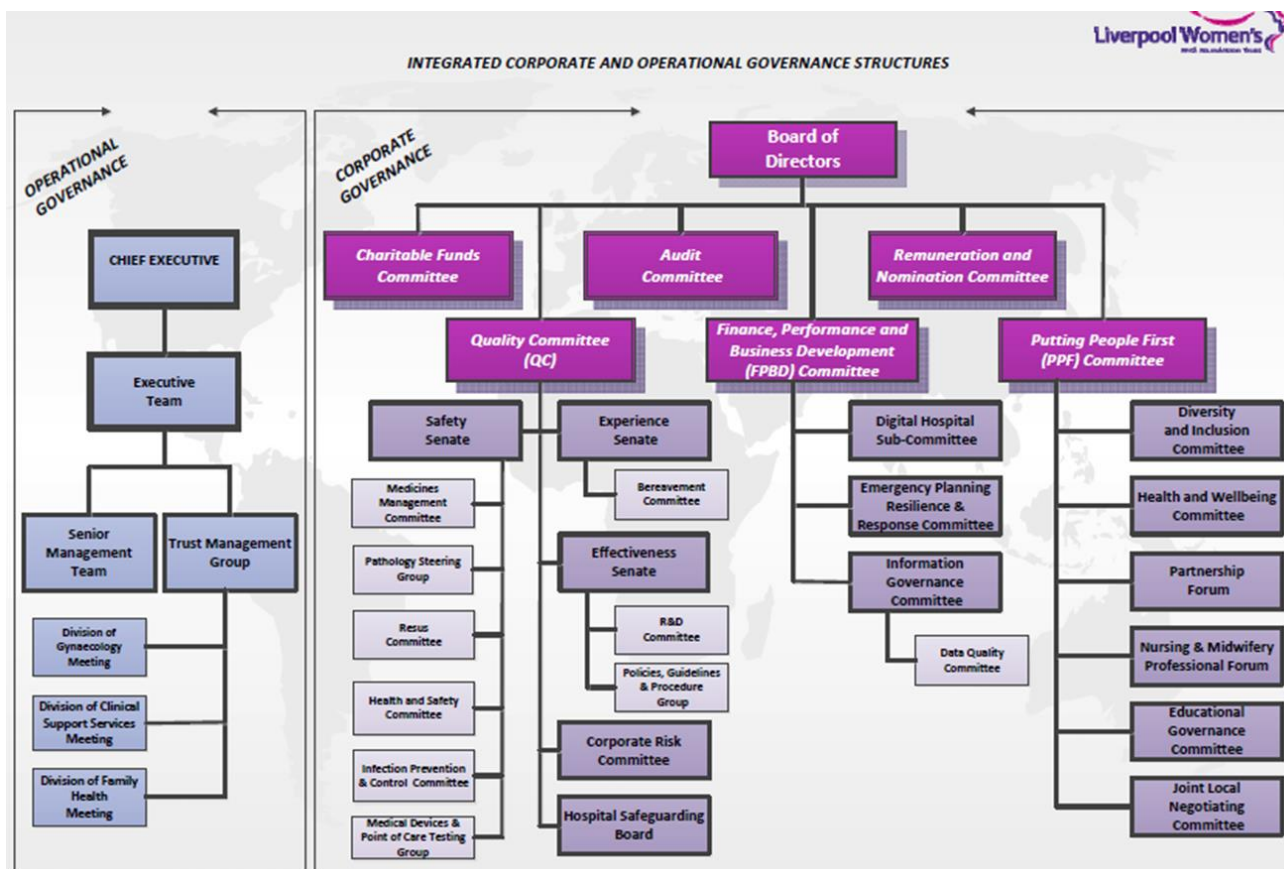 Liverpool Women's
NHS Foundation Trust
INTEGRATED CORPORATE AND OPERATIONAL GOVERNANCE STRUCTURES
OPERATIONAL
GOVERNANCE
CHIEF EXECUTIVE
Executive
Team
Senior
Management
Team
Trust Management
Group
Division of
Gynaecology
Meeting
Division of Clinical
Support Services
Meeting
Division of Family
Health
Meeting
CORPORATE
GOVERNANCE
Board of
Directors
Charitable Funds
Committee
Audit
Committee
Remuneration and
Nomination Committee
Quality Committee
(QC)
Finance, Performance and
Business Development
(FPBD) Committee
Putting People First
(PPF) Committee
Safety
Senate
Medicines
Management
Committee
Pathology Steering
Group
Resus
Committee
Health and Safety
Committee
Infection Prevention
& Control Committee
Medical Devices &
Point of Care Testing
Group
Experience
Senate
Bereavement
Committee
Effectiveness
Senate
R&D
Committee
Policies, Guidelines
& Procedure
Group
Corporate Risk
Committee
Hospital Safeguarding
Board
Digital Hospital
Sub-Committee
Emergency Planning
Resilience &
Response Committee
Information
Governance
Committee
Data Quality
Committee
Diversity
and Inclusion
Committee
Health and Wellbeing
Committee
Partnership
Forum
Nursing & Midwifery
Professional Forum
Educational
Governance
Committee
Joint Local
Negotiating
Committee